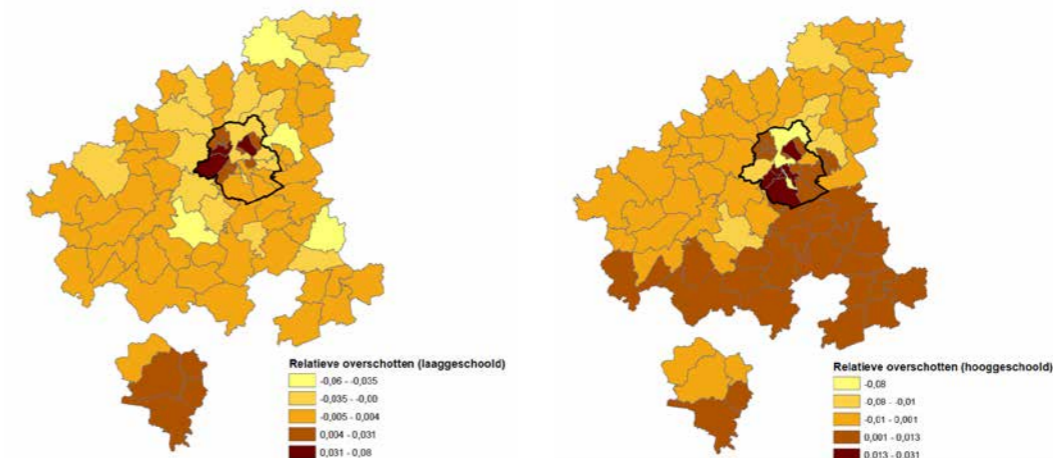 Relatieve overschotten (laaggeschoold)
-0,06 - -0,035
-0,035 - -0,00
-0,005 - 0,004
0,004 - 0,031
0,031 - 0,08
Relatieve overschotten (hooggeschoold)
-0,08
-0,08 - -0,01
-0,01 - 0,001
0,001 - 0,013
0,013 - 0,031